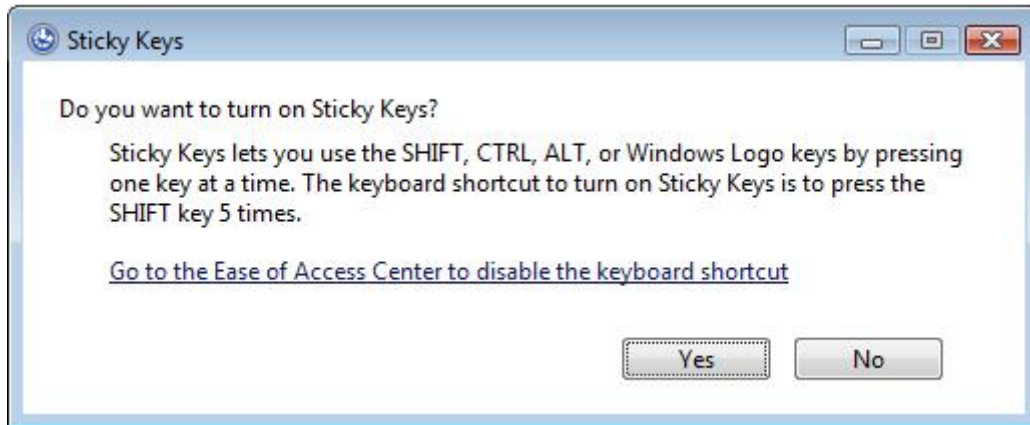 Sticky Keys
Do you want to turn on Sticky Keys?
Sticky Keys lets you use the SHIFT, CTRL, ALT, or Windows Logo keys by pressing
one key at a time. The keyboard shortcut to turn on Sticky Keys is to press the
SHIFT key 5 times.
Go to the Ease of Access Center to disable the keyboard shortcut
Yes No